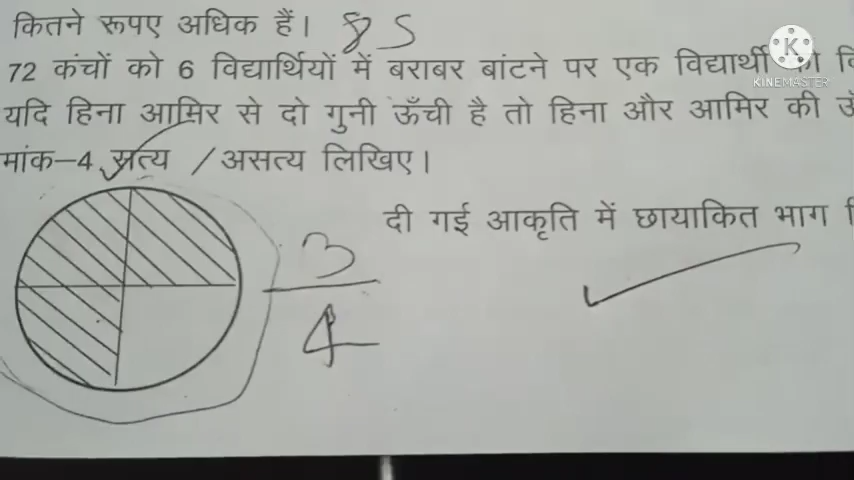 कितने रूपए अधिक हैं। 85
72 कंचों को 6 विद्यार्थियों में बराबर बांटने पर एक विद्यार्थी
यदि हिना आमिर से दो गुनी ऊँची है तो हिना और आमिर की
मांक–4 सत्य / असत्य लिखिए।
दी गई आकृति में छायाकित भाग
3
4
K
KINEMASTER